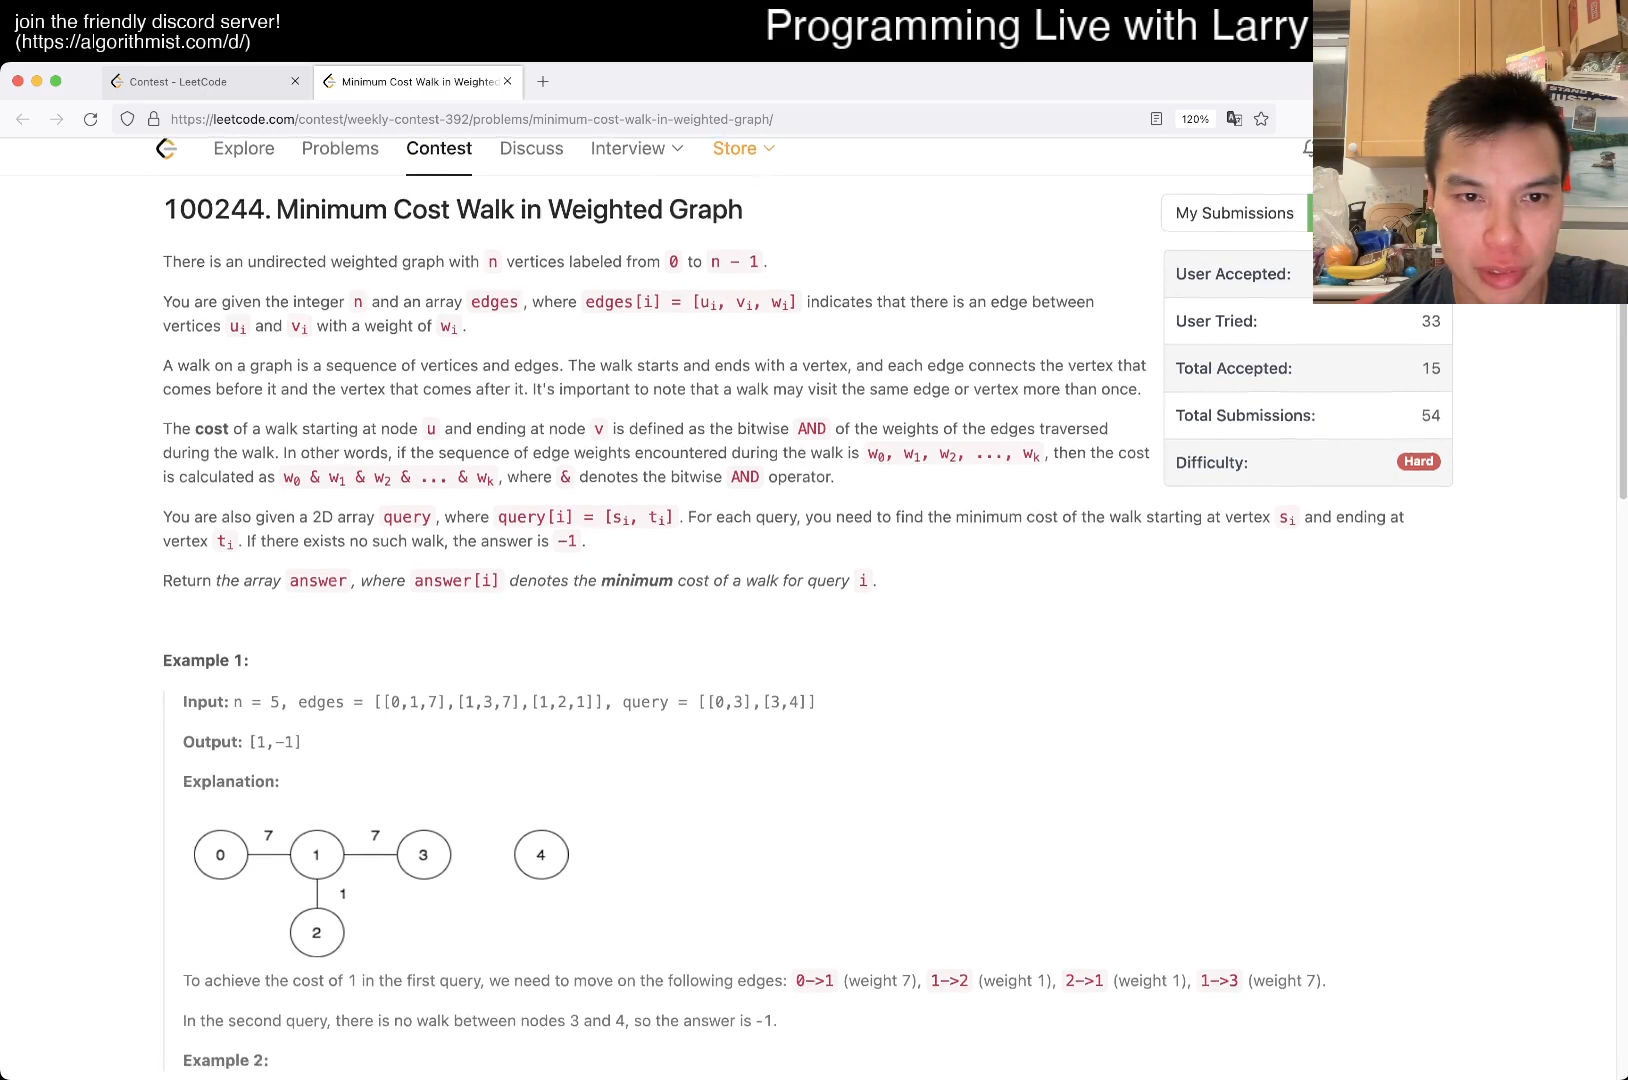 join the friendly discord server!
(https://algorithmist.com/d/)
Programming Live with Larry
Contest - LeetCode
Minimum Cost Walk in Weighted
https://leetcode.com/contest/weekly-contest-392/problems/minimum-cost-walk-in-weighted-graph/
120%
Explore Problems Contest Discuss Interview Store
100244. Minimum Cost Walk in Weighted Graph
My Submissions
There is an undirected weighted graph with n vertices labeled from 0 to n - 1 .
You are given the integer n and an array edges , where edges[i] = [ui, vi, wi] indicates that there is an edge between
vertices ui and vi with a weight of wi .
A walk on a graph is a sequence of vertices and edges. The walk starts and ends with a vertex, and each edge connects the vertex that
comes before it and the vertex that comes after it. It's important to note that a walk may visit the same edge or vertex more than once.
The cost of a walk starting at node u and ending at node v is defined as the bitwise AND of the weights of the edges traversed
during the walk. In other words, if the sequence of edge weights encountered during the walk is w0, w1, w2, ..., wk , then the cost
is calculated as w0 & w1 & w2 & ... & wk , where & denotes the bitwise AND operator.
You are also given a 2D array query , where query[i] = [si, ti] . For each query, you need to find the minimum cost of the walk starting at vertex si and ending at
vertex ti . If there exists no such walk, the answer is -1 .
Return the array answer , where answer[i] denotes the minimum cost of a walk for query i .
User Accepted:
User Tried: 33
Total Accepted: 15
Total Submissions: 54
Difficulty: Hard
Example 1:
Input: n = 5, edges = [[0,1,7],[1,3,7],[1,2,1]], query = [[0,3],[3,4]]
Output: [1,-1]
Explanation:
7 7
0 1 3 4
1
2
To achieve the cost of 1 in the first query, we need to move on the following edges: 0->1 (weight 7), 1->2 (weight 1), 2->1 (weight 1), 1->3 (weight 7).
In the second query, there is no walk between nodes 3 and 4, so the answer is -1.
Example 2: